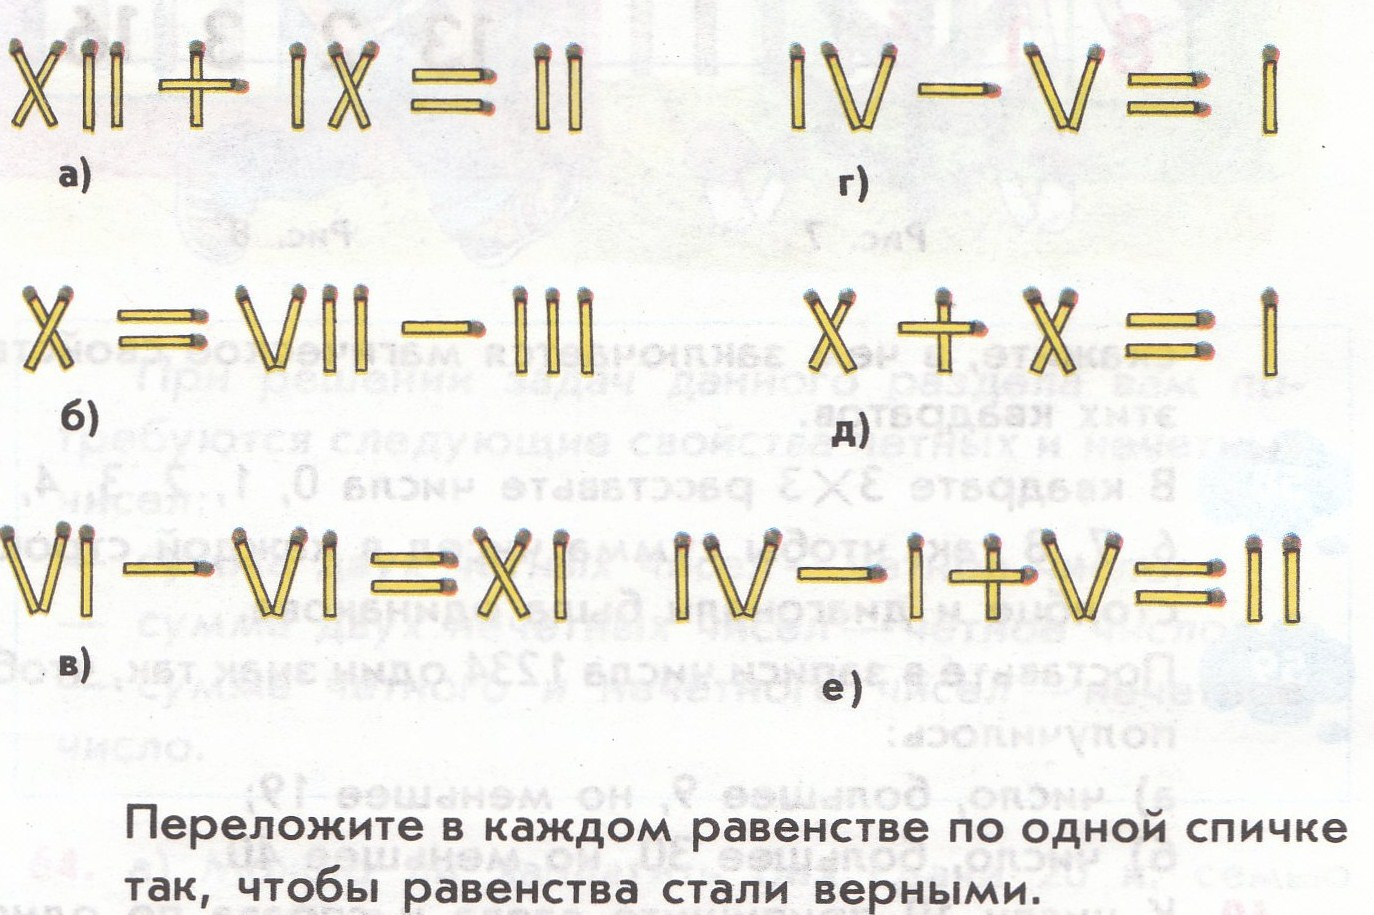 XII + IX = II
а)
IV − V = I
г)
X = VII − III
б)
X + X = I
д)
VI − VI = XI
в)
IV − I + V = II
е)
Переложите в каждом равенстве по одной спичке
так, чтобы равенства стали верными.